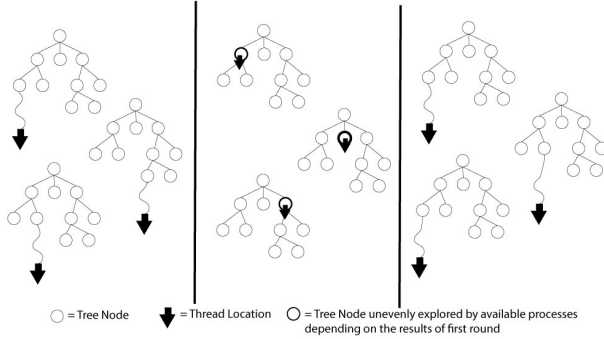 = Tree Node
= Thread Location
= Tree Node unevenly explored by available processes
depending on the results of first round